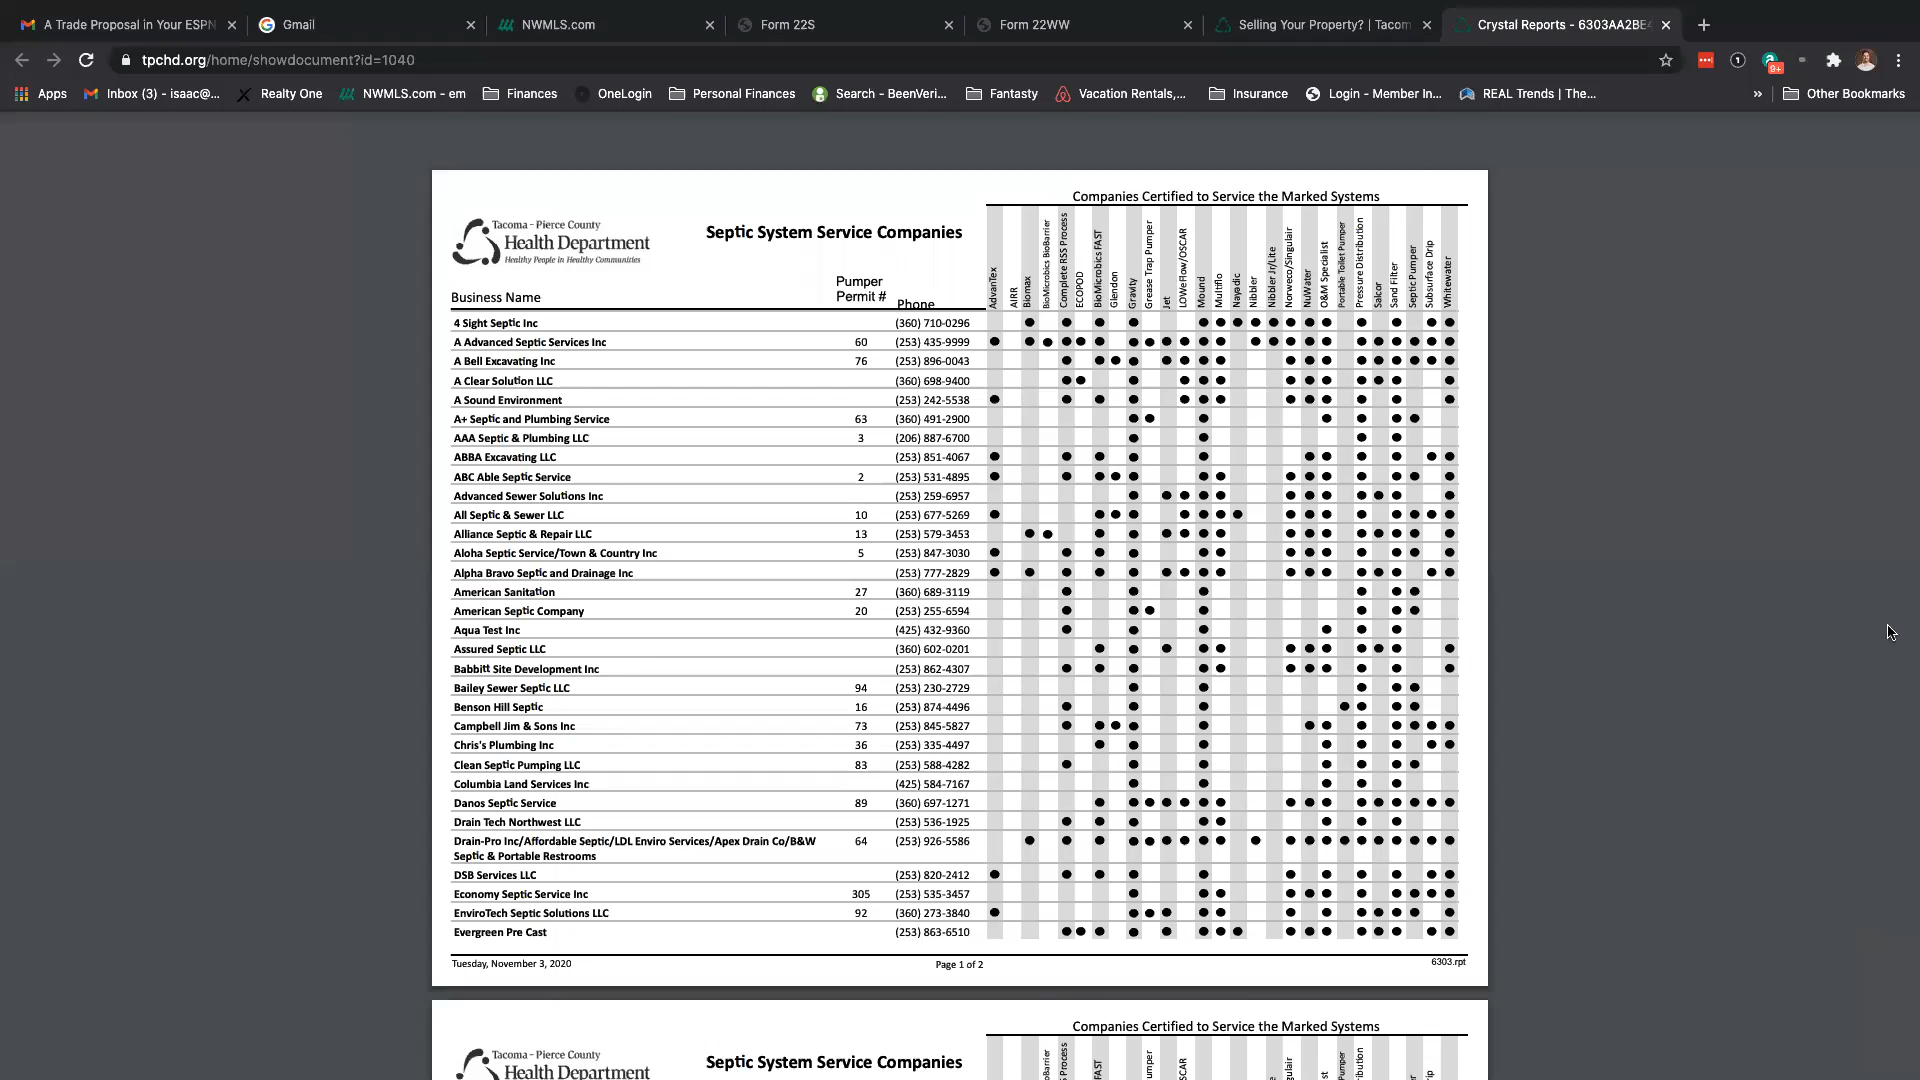 A Trade Proposal in Your ESPN
Gmail
NWMLS.com
Form 22S
Form 22WW
Selling Your Property? | Tacom
Crystal Reports - 6303AA2BE
tpchd.org/home/showdocument?id=1040
9+
Apps
Inbox (3) - isaac@...
Realty One
NWMLS.com - em
Finances
OneLogin
Personal Finances
Search - BeenVeri...
Fantasty
Vacation Rentals,...
Insurance
Login - Member In...
REAL Trends | The...
»
Other Bookmarks
Companies Certified to Service the Marked Systems
Tacoma - Pierce County
Health Department
Healthy People in Healthy Communities
Septic System Service Companies
Business Name
Pumper
Permit #
Phone
AdvanTex
AIRR
Biomax
BioMicrobics BioBarrier
Complete RSS Process
ECOPOD
BioMicrobics FAST
Glendon
Gravity
Grease Trap Pumper
Jet
LOWeFlow/OSCAR
Mound
Multiflo
Nayadic
Nibbler
Nibbler Jr/Lite
Norweco/Singulair
NuWater
O&M Specialist
Portable Toilet Pumper
Pressure Distribution
Salcor
Sand Filter
Septic Pumper
Subsurface Drip
Whitewater
4 Sight Septic Inc (360) 710-0296
A Advanced Septic Services Inc 60 (253) 435-9999
A Bell Excavating Inc 76 (253) 896-0043
A Clear Solution LLC (360) 698-9400
A Sound Environment (253) 242-5538
A+ Septic and Plumbing Service 63 (360) 491-2900
AAA Septic & Plumbing LLC 3 (206) 887-6700
ABBA Excavating LLC (253) 851-4067
ABC Able Septic Service 2 (253) 531-4895
Advanced Sewer Solutions Inc (253) 259-6957
All Septic & Sewer LLC 10 (253) 677-5269
Alliance Septic & Repair LLC 13 (253) 579-3453
Aloha Septic Service/Town & Country Inc 5 (253) 847-3030
Alpha Bravo Septic and Drainage Inc (253) 777-2829
American Sanitation 27 (360) 689-3119
American Septic Company 20 (253) 255-6594
Aqua Test Inc (425) 432-9360
Assured Septic LLC (360) 602-0201
Babbitt Site Development Inc (253) 862-4307
Bailey Sewer Septic LLC 94 (253) 230-2729
Benson Hill Septic 16 (253) 874-4496
Campbell Jim & Sons Inc 73 (253) 845-5827
Chris's Plumbing Inc 36 (253) 335-4497
Clean Septic Pumping LLC 83 (253) 588-4282
Columbia Land Services Inc (425) 584-7167
Danos Septic Service 89 (360) 697-1271
Drain Tech Northwest LLC (253) 536-1925
Drain-Pro Inc/Affordable Septic/LDL Enviro Services/Apex Drain Co/B&W 64 (253) 926-5586
Septic & Portable Restrooms
DSB Services LLC (253) 820-2412
Economy Septic Service Inc 305 (253) 535-3457
EnviroTech Septic Solutions LLC 92 (360) 273-3840
Evergreen Pre Cast (253) 863-6510
Tuesday, November 3, 2020
Page 1 of 2
6303.rpt
Companies Certified to Service the Marked Systems
Tacoma - Pierce County
Health Department
Septic System Service Companies
oBarrier
S Process
FAST
umper
SCAR
gulair
st
Pumper
ribution
er
rip